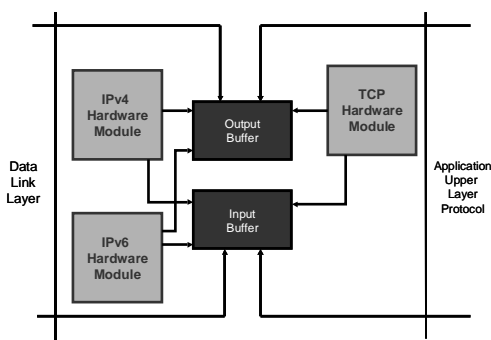 IPv4
Hardware
Module
TCP
Hardware
Module
Output
Buffer
Data
Link
Layer
Application
Upper
Layer
Protocol
Input
Buffer
IPv6
Hardware
Module